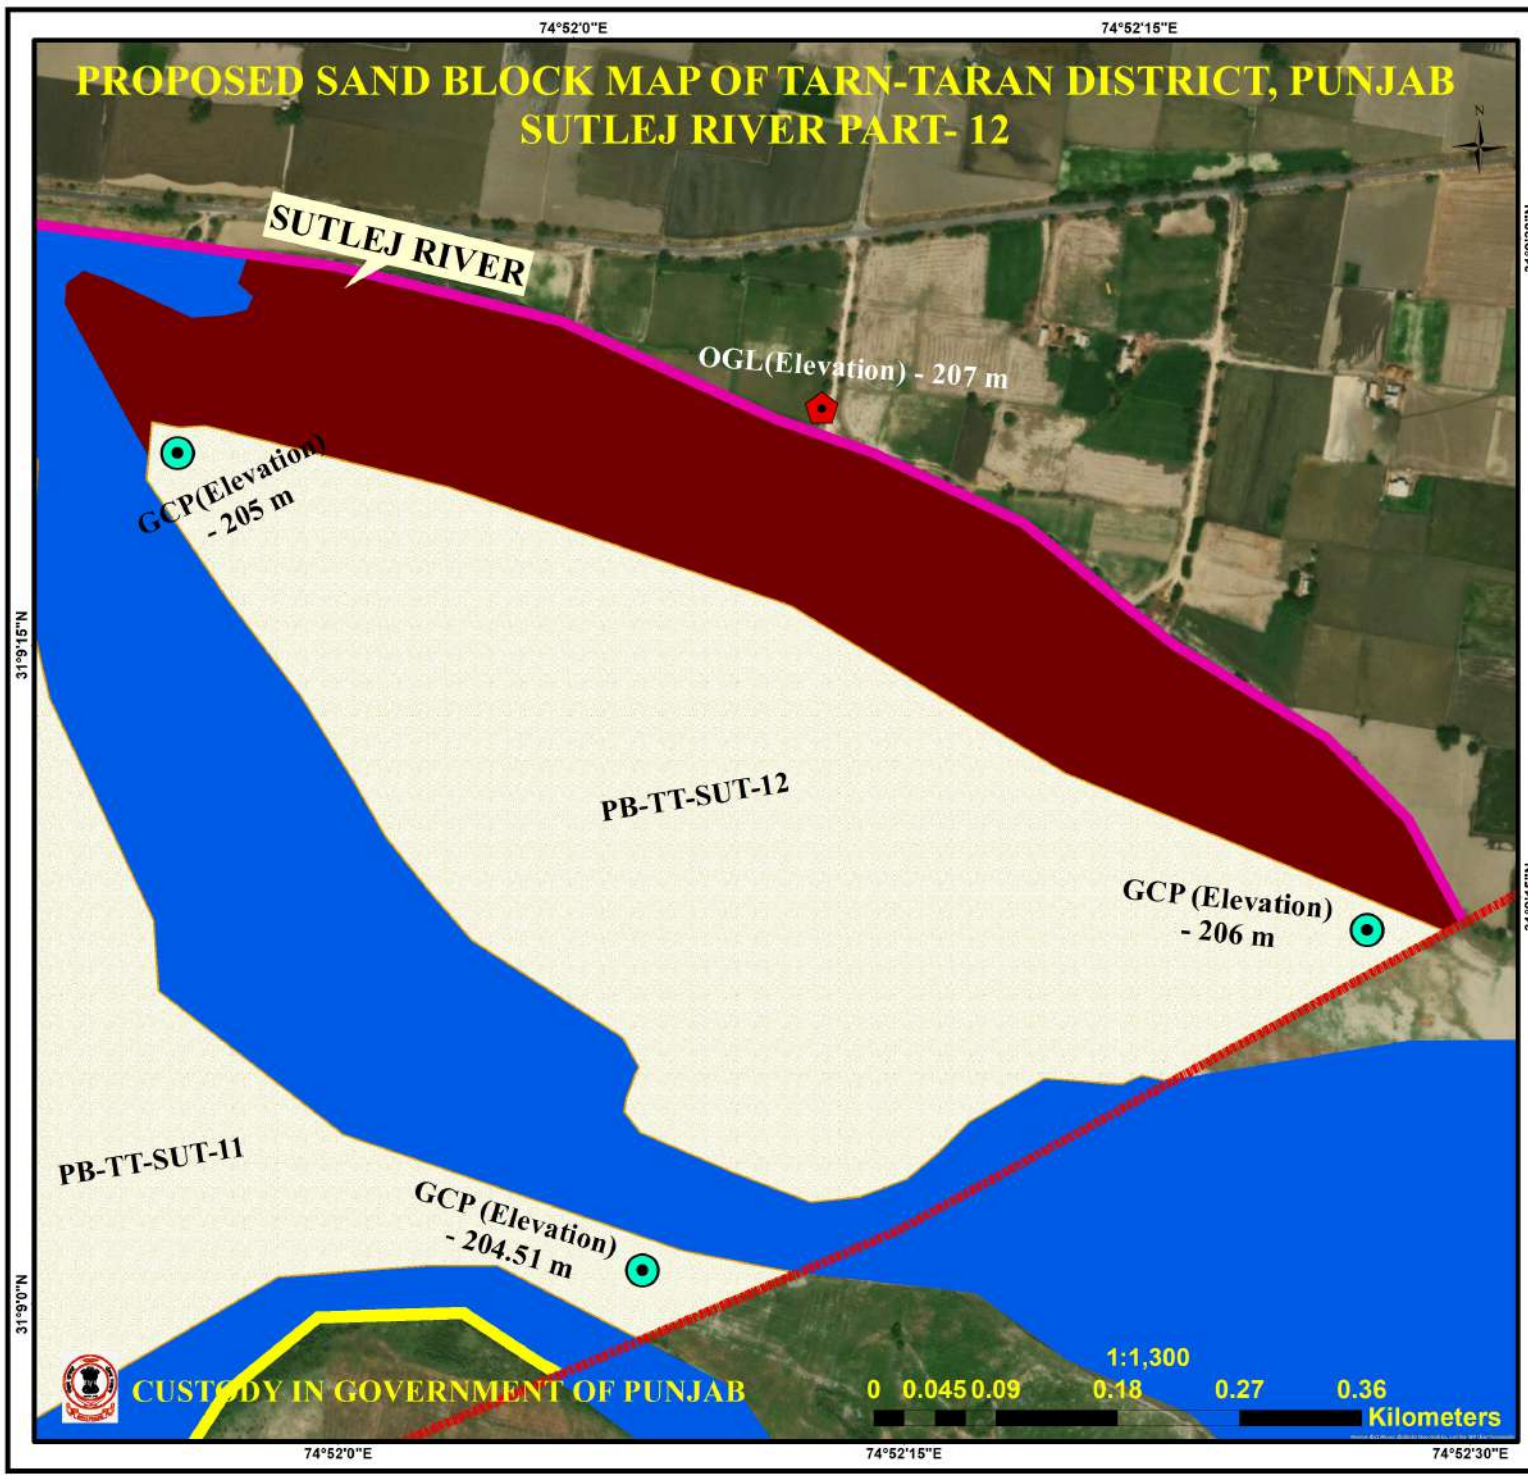 74°52'0"E
74°52'15"E
PROPOSED SAND BLOCK MAP OF TARN-TARAN DISTRICT, PUNJAB
SUTLEJ RIVER PART- 12
N
SUTLEJ RIVER
OGL(Elevation) - 207 m
GCP(Elevation)
- 205 m
31°9'15"N
PB-TT-SUT-12
GCP (Elevation)
- 206 m
PB-TT-SUT-11
GCP (Elevation)
- 204.51 m
31°9'0"N
1:1,300
CUSTODY IN GOVERNMENT OF PUNJAB
0 0.045 0.09 0.18 0.27 0.36
Kilometers
74°52'0"E
74°52'15"E
74°52'30"E